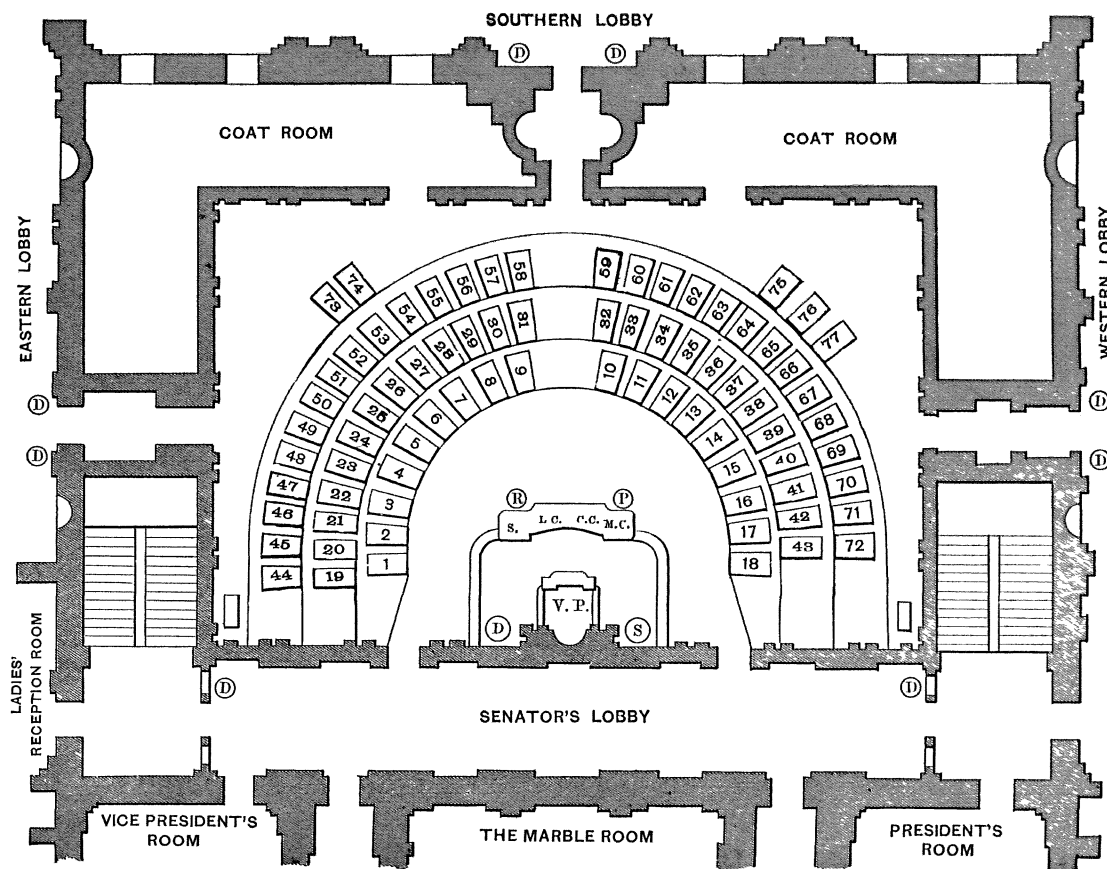 SOUTHERN LOBBY
D
D
COAT ROOM
COAT ROOM
EASTERN LOBBY
WESTERN LOBBY
73
74
75
76
77
44
45
46
47
48
49
50
51
52
53
54
55
56
57
58
59
60
61
62
63
64
65
66
67
68
69
70
71
72
19
20
21
22
23
24
25
26
27
28
29
30
31
32
33
34
35
36
37
38
39
40
41
42
43
1
2
3
4
5
6
7
8
9
10
11
12
13
14
15
16
17
18
D
D
D
D
R
P
S.
L C.
C.C.
M.C.
V. P.
D
S
LADIES'
RECEPTION ROOM
D
D
SENATOR'S LOBBY
VICE PRESIDENT'S
ROOM
THE MARBLE ROOM
PRESIDENT'S
ROOM